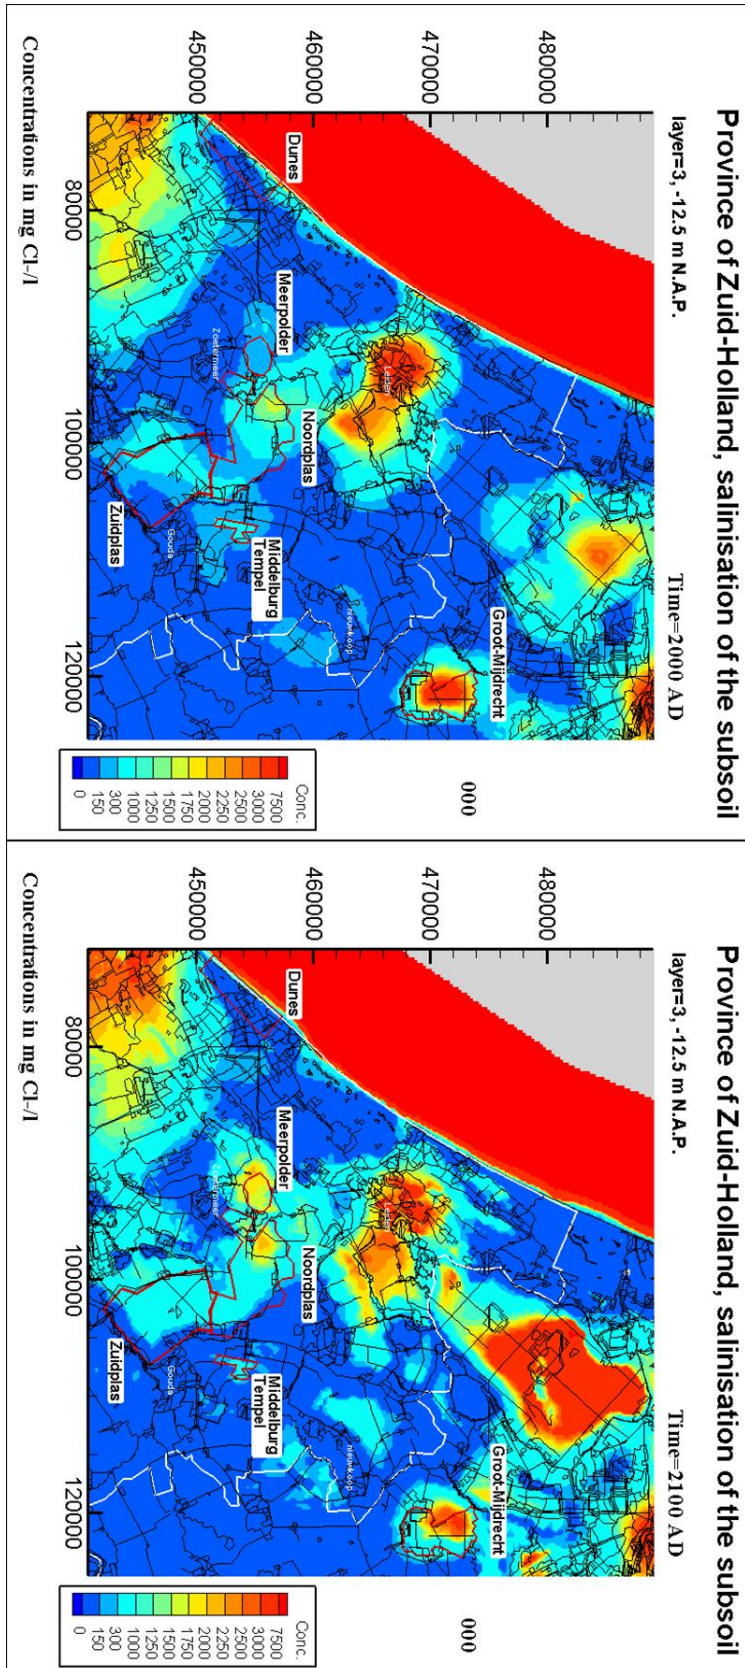 Province of Zuid-Holland, salinisation of the subsoil
layer=3, -12.5 m N.A.P.
Time=2000 AD
480000
470000
460000
450000
Dunes
Meerpolder
Zoetermeer
Leiden
Noordplas
Zuidplas
Gouda
Middelburg
Tempel
Groot-Mijdrecht
80000
100000
120000
000
Concentrations in mg Cl-/l
Conc.
7500
3000
2500
2250
2000
1750
1250
1000
300
150
0
Province of Zuid-Holland, salinisation of the subsoil
layer=3, -12.5 m N.A.P.
Time=2100 AD
480000
470000
460000
450000
Dunes
Meerpolder
Zoetermeer
Leiden
Noordplas
Zuidplas
Gouda
Middelburg
Tempel
Groot-Mijdrecht
80000
100000
120000
000
Concentrations in mg Cl-/l
Conc.
7500
3000
2500
2250
2000
1750
1250
1000
300
150
0